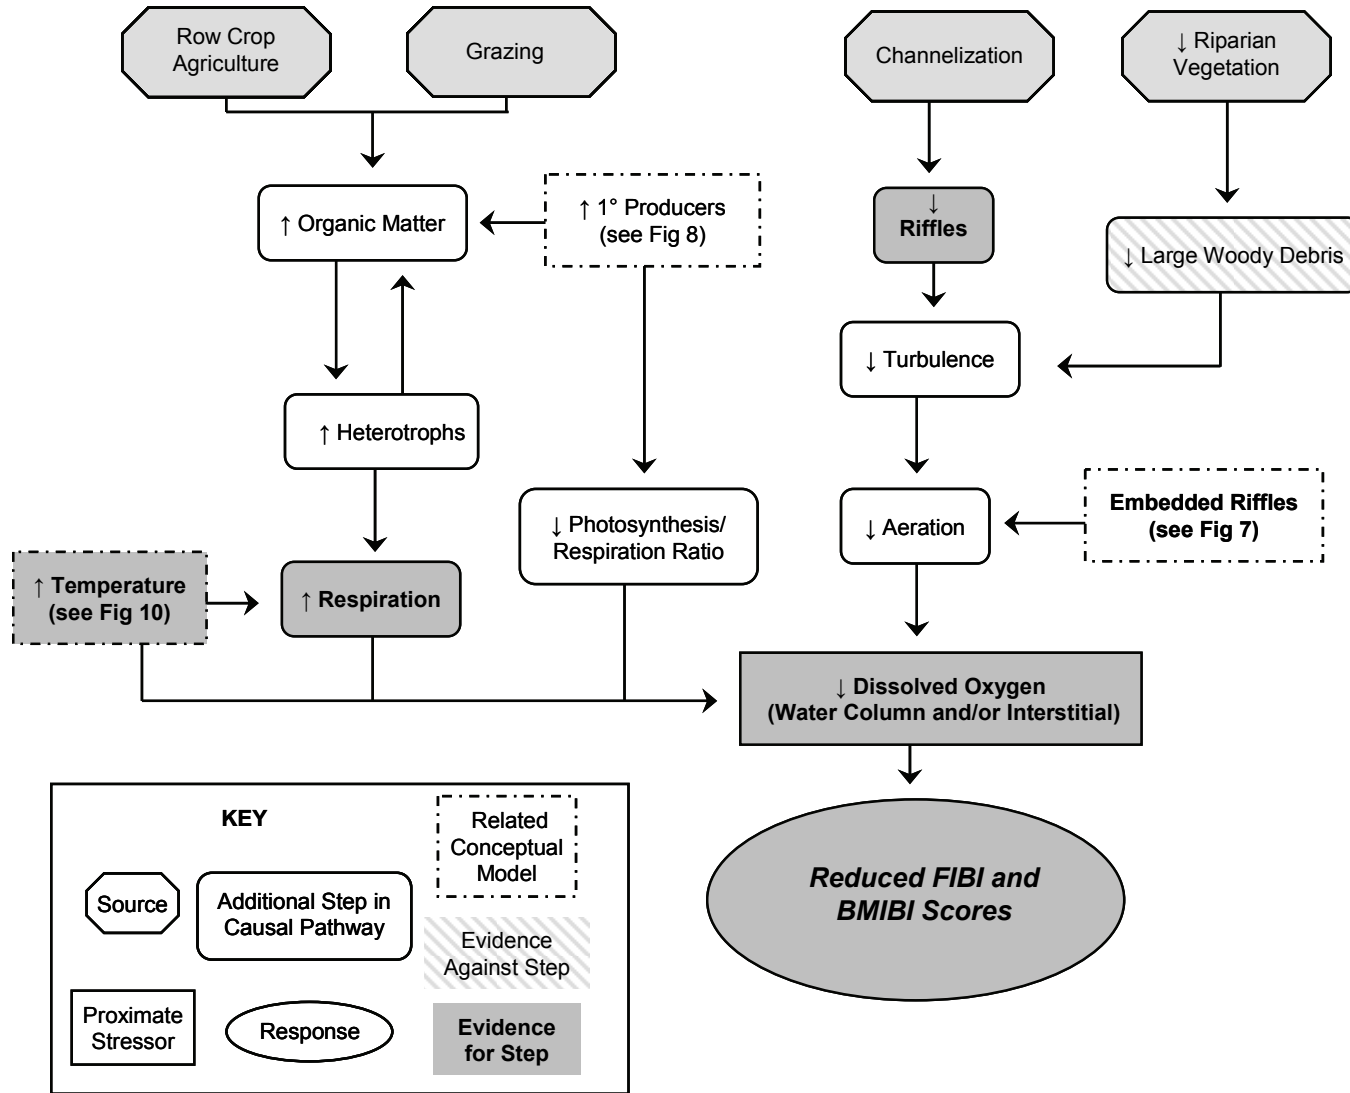 Row Crop
Agriculture
Grazing
Channelization
↓ Riparian
Vegetation
↑ Organic Matter
↑ 1° Producers
(see Fig 8)
↓
Riffles
↓ Large Woody Debris
↓ Turbulence
↑ Heterotrophs
↓ Photosynthesis/
Respiration Ratio
↓ Aeration
Embedded Riffles
(see Fig 7)
↑ Temperature
(see Fig 10)
↑ Respiration
↓ Dissolved Oxygen
(Water Column and/or Interstitial)
Reduced FIBI and
BMIBI Scores
KEY
Related
Conceptual
Model
Source
Additional Step in
Causal Pathway
Evidence
Against Step
Proximate
Stressor
Response
Evidence
for Step